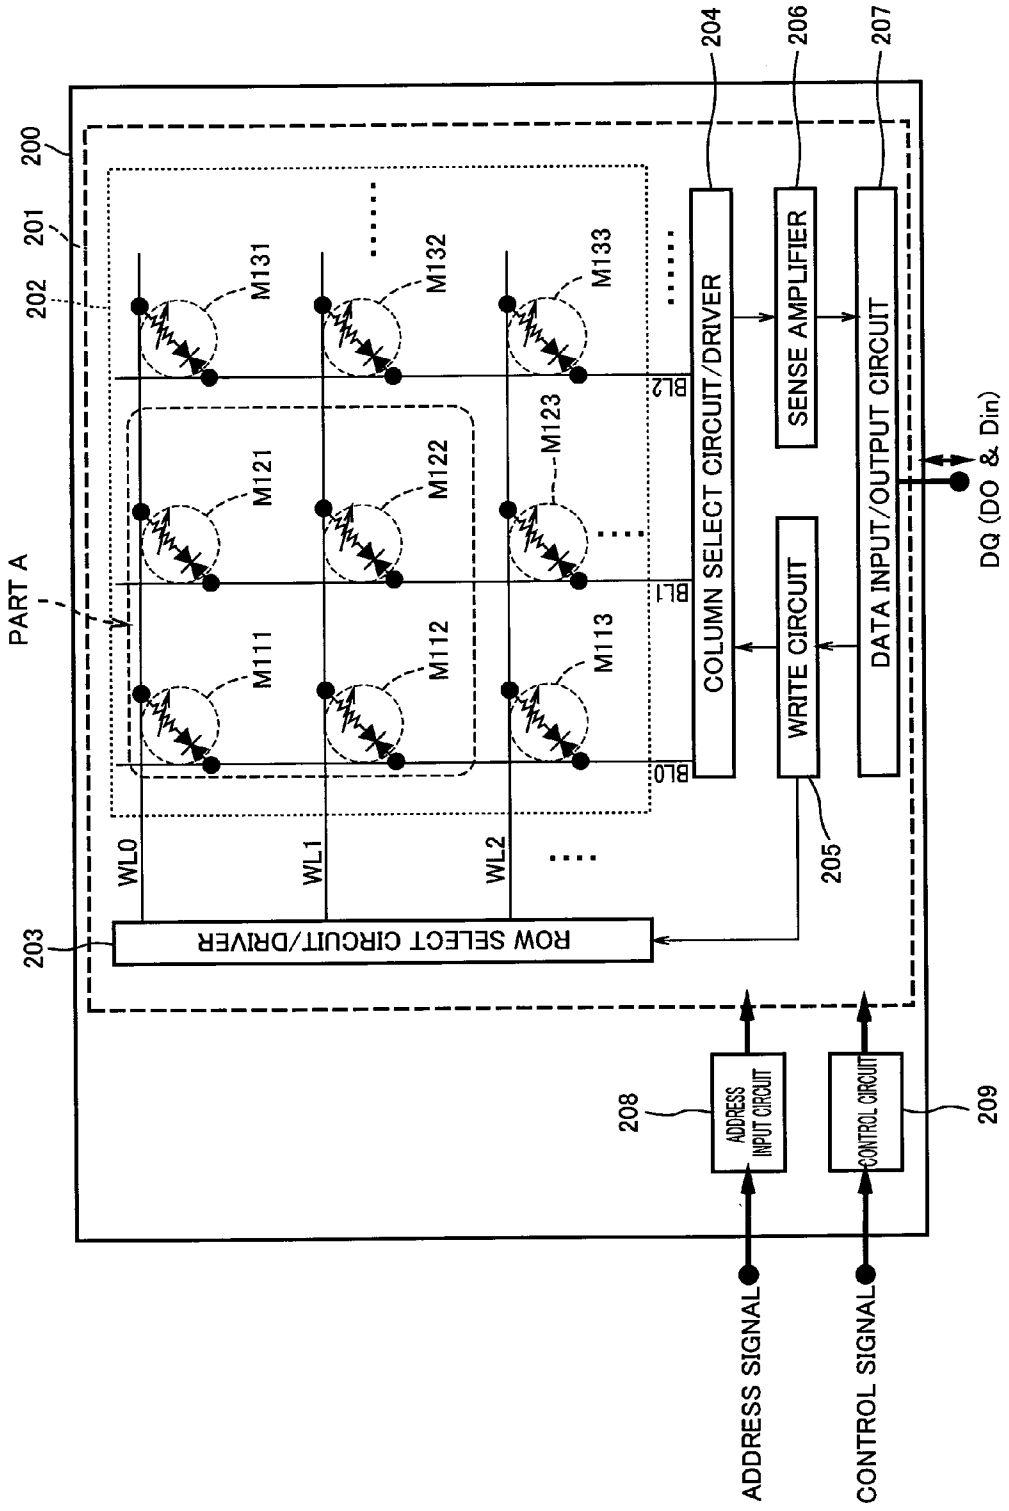 200
201
202
PART A
M111
M121
M131
M112
M122
M132
M113
M123
M133
WL0
WL1
WL2
BL0
BL1
BL2
203
ROW SELECT CIRCUIT/DRIVER
COLUMN SELECT CIRCUIT/DRIVER
204
WRITE CIRCUIT
205
SENSE AMPLIFIER
206
DATA INPUT/OUTPUT CIRCUIT
207
DQ (DO & Din)
208
ADDRESS
INPUT CIRCUIT
CONTROL CIRCUIT
209
ADDRESS SIGNAL
CONTROL SIGNAL